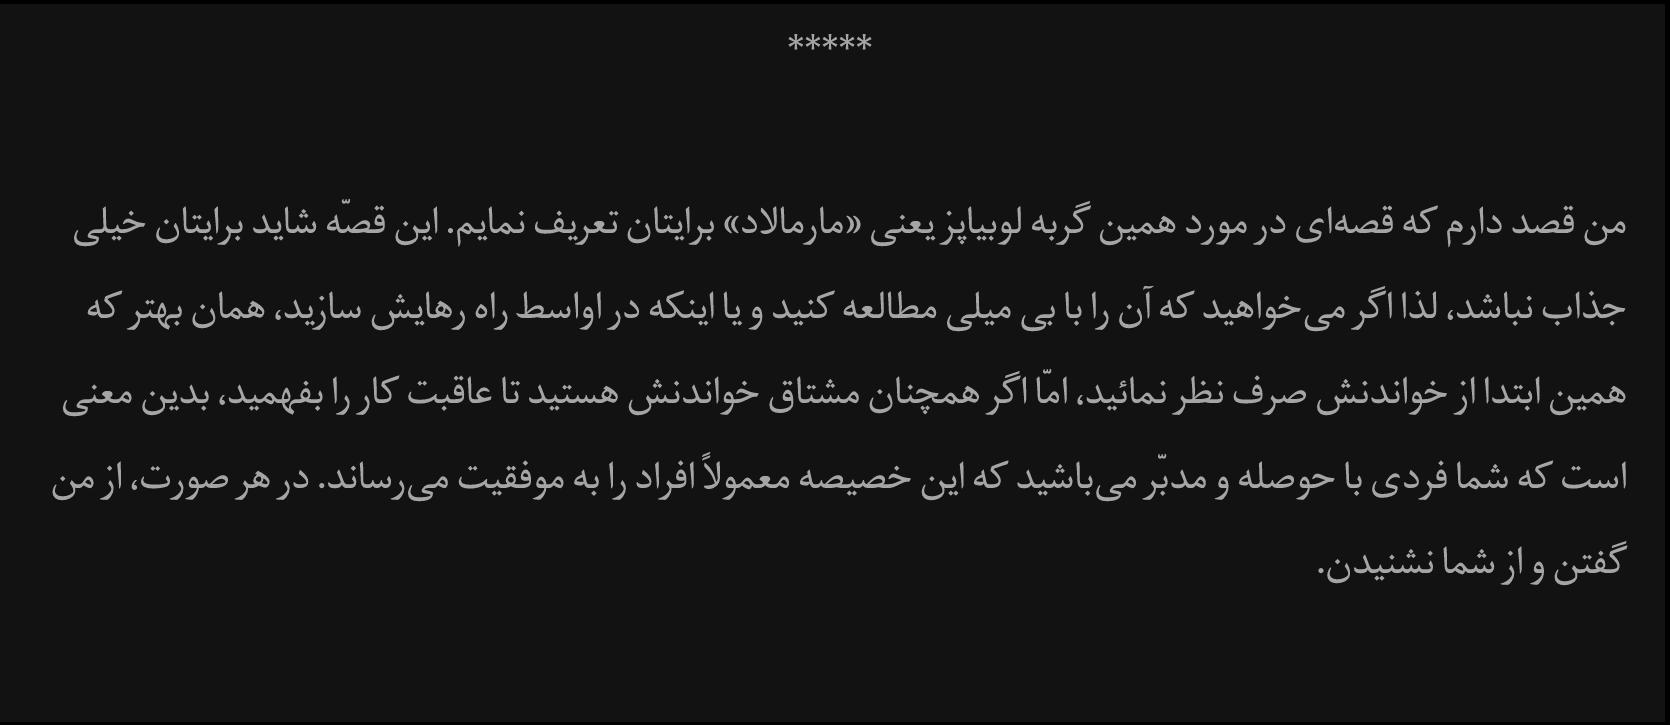 *****
من قصد دارم که قصه‌ای در مورد همین گربه لوبیاپز یعنی «مارمالاد» برایتان تعریف نمایم. این قصّه شاید برایتان خیلی
جذاب نباشد، لذا اگر می‌خواهید که آن را با بی میلی مطالعه کنید و یا اینکه در اواسط راه رهایش سازید، همان بهتر که
همین ابتدا از خواندنش صرف نظر نمائید، امّا اگر همچنان مشتاق خواندنش هستید تا عاقبت کار را بفهمید، بدین معنی
است که شما فردی با حوصله و مدبّر می‌باشید که این خصیصه معمولاً افراد را به موفقیت می‌رساند. در هر صورت، از من
گفتن و از شما نشنیدن.